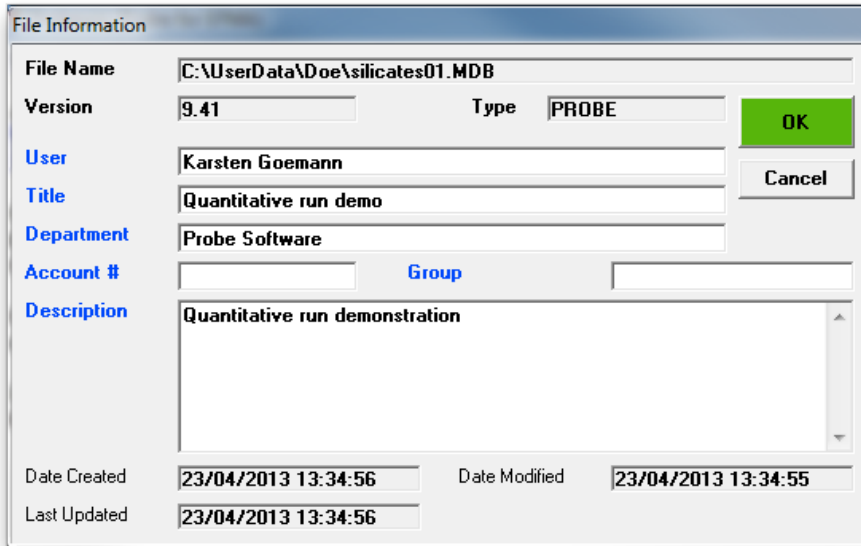 File Information
File Name C:\UserData\Doe\silicates01.MDB
Version 9.41 Type PROBE
OK
User Karsten Goemann
Cancel
Title Quantitative run demo
Department Probe Software
Account # Group
Description Quantitative run demonstration
Date Created 23/04/2013 13:34:56 Date Modified 23/04/2013 13:34:55
Last Updated 23/04/2013 13:34:56